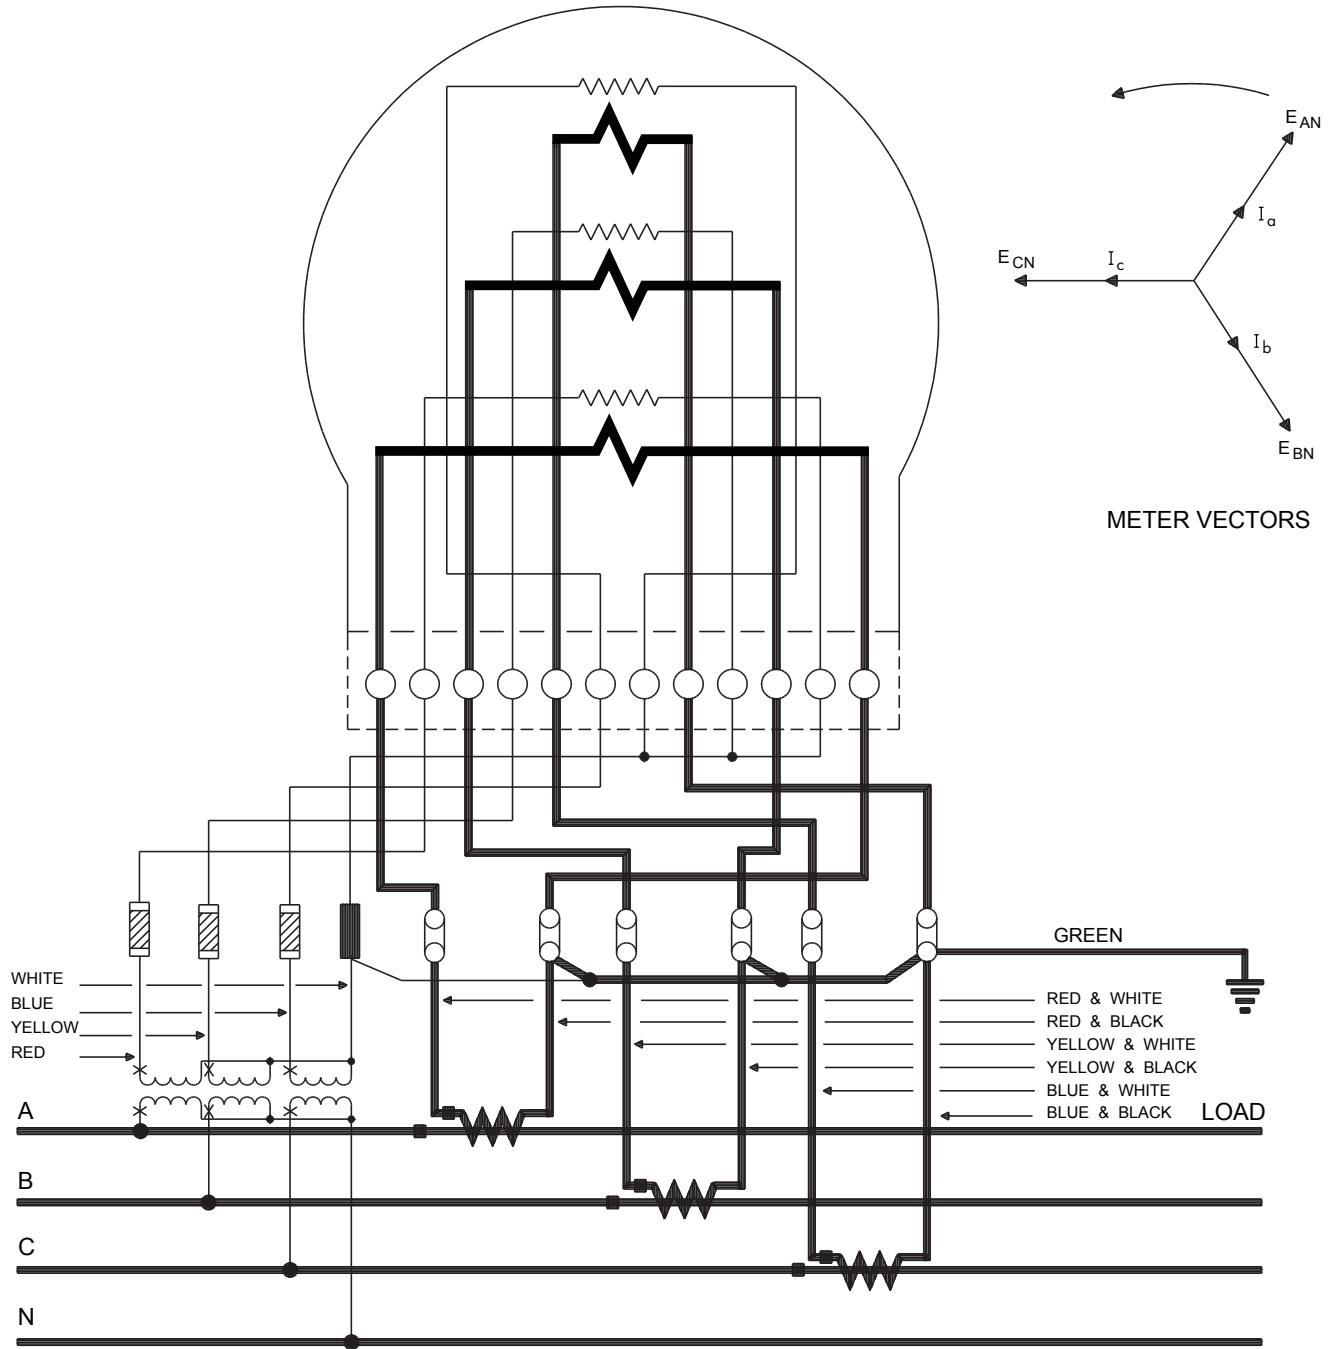 E AN
I a
E CN
I c
I b
E BN
METER VECTORS
GREEN
WHITE
BLUE
YELLOW
RED
RED & WHITE
RED & BLACK
YELLOW & WHITE
YELLOW & BLACK
BLUE & WHITE
BLUE & BLACK
LOAD
A
B
C
N